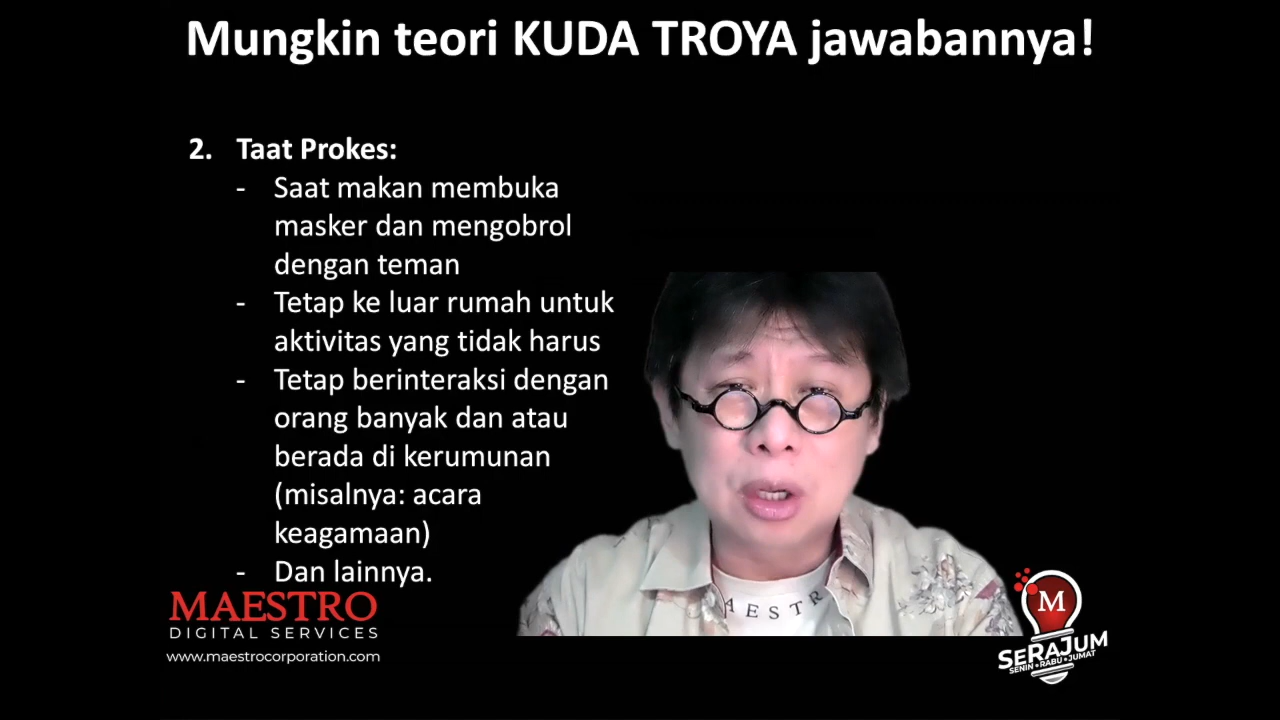 Mungkin teori KUDA TROYA jawabannya!
2. Taat Prokes:
- Saat makan membuka
masker dan mengobrol
dengan teman
- Tetap ke luar rumah untuk
aktivitas yang tidak harus
- Tetap berinteraksi dengan
orang banyak dan atau
berada di kerumunan
(misalnya: acara
keagamaan)
- Dan lainnya.
MAESTRO
DIGITAL SERVICES
www.maestrocorporation.com
AESTR
M
SERAJUM
SENIN • RABU • JUMAT